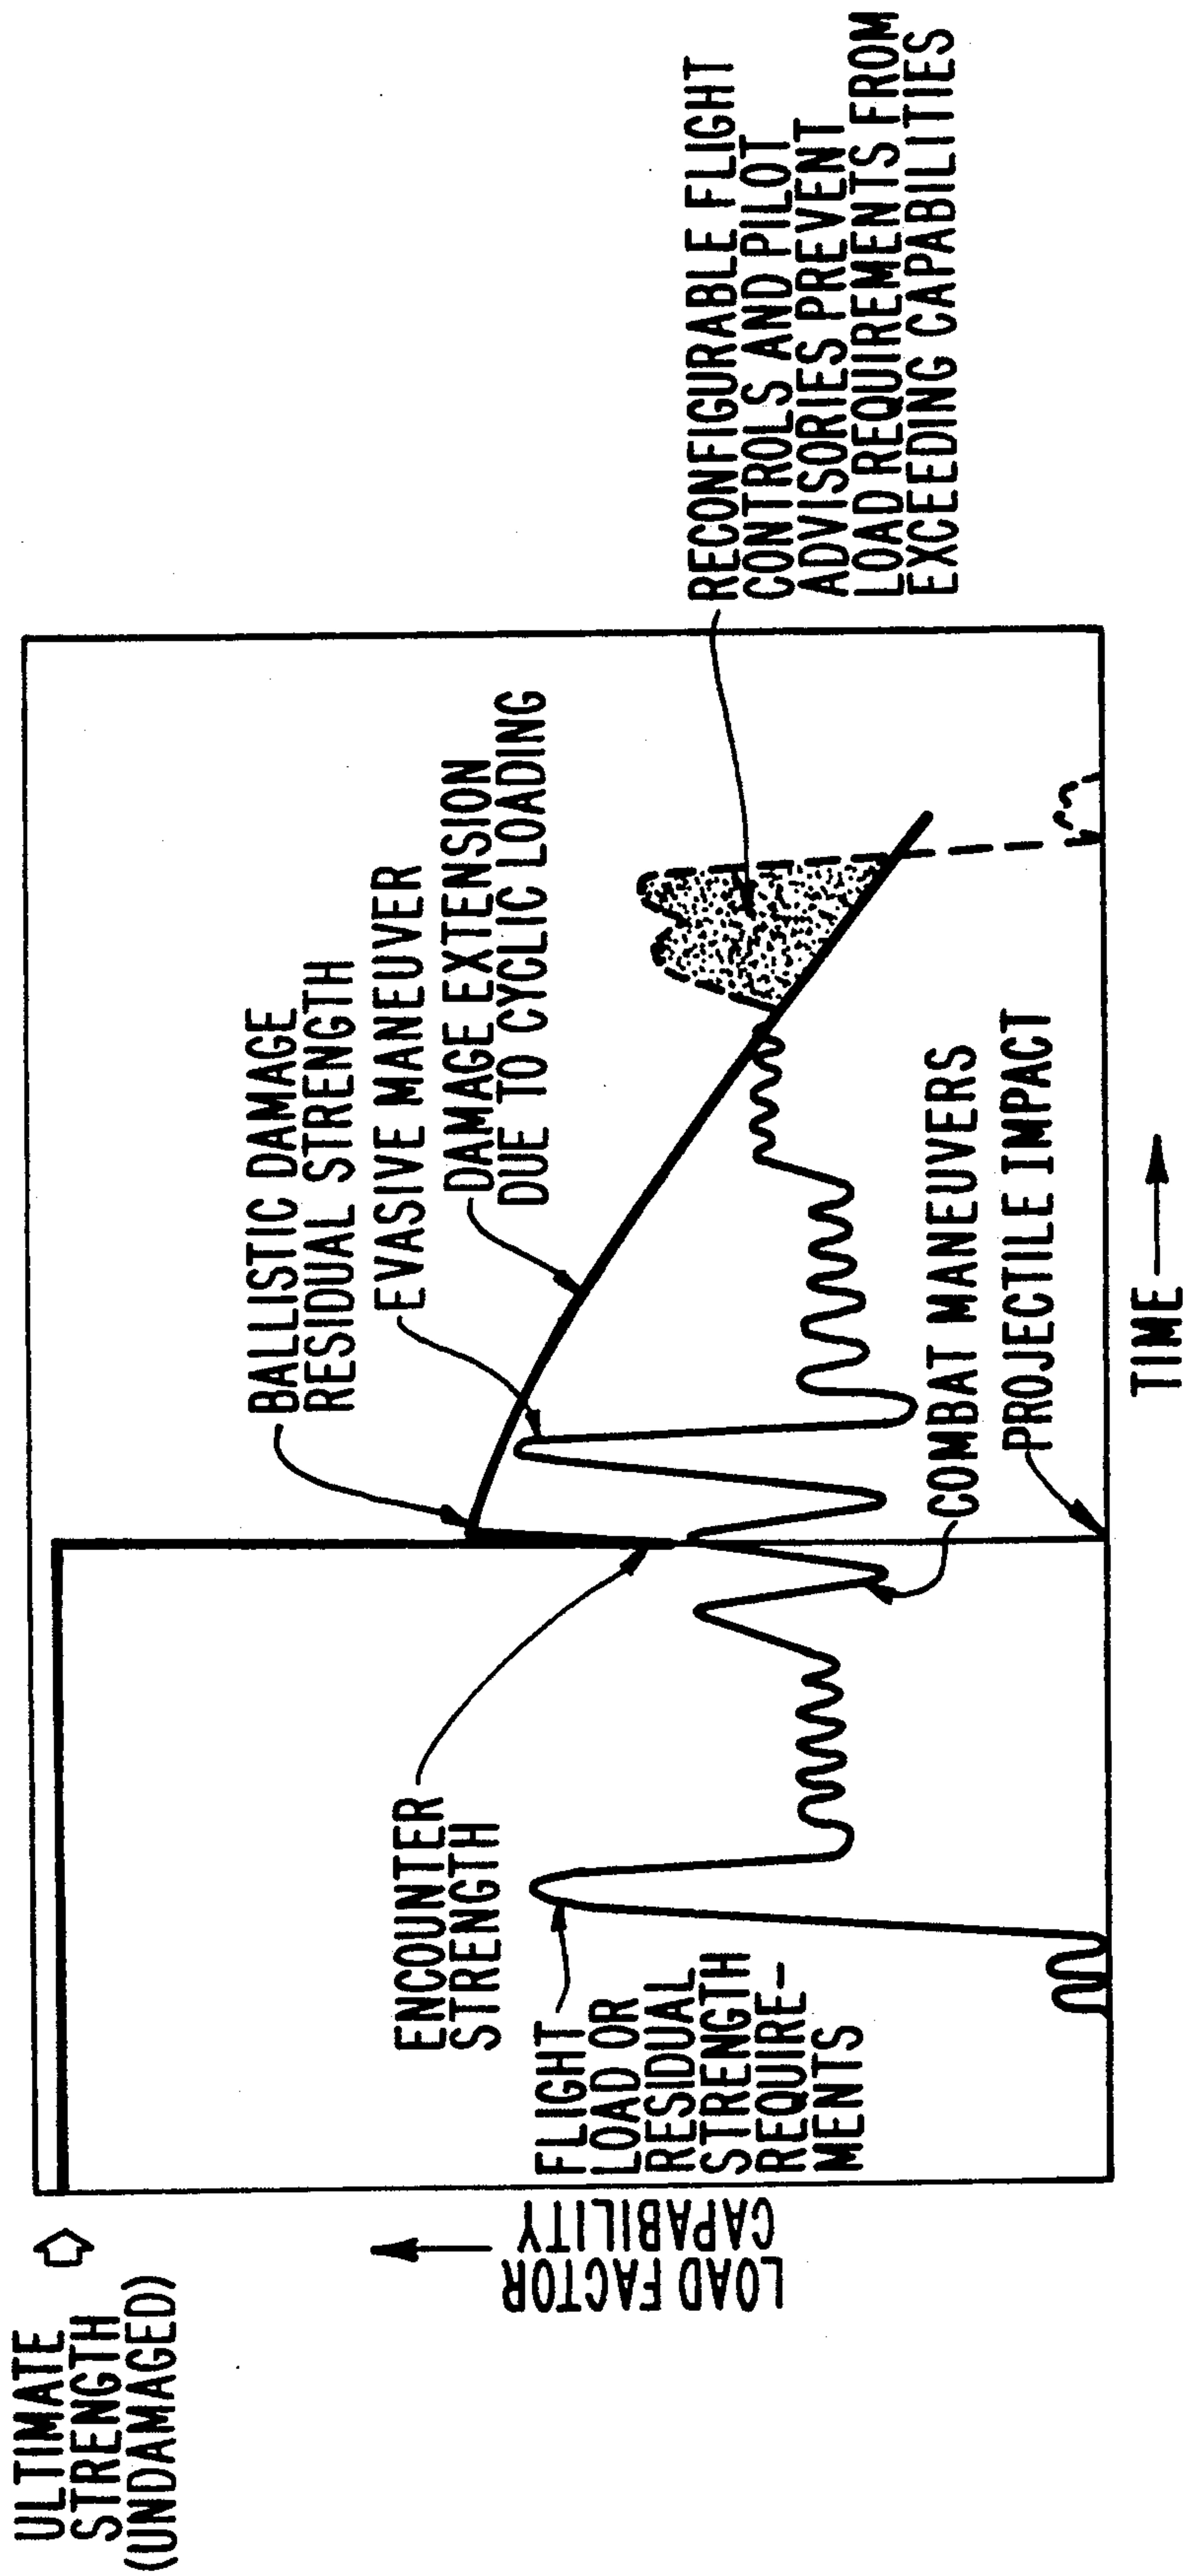 ULTIMATE
STRENGTH
(UNDAMAGED)
LOAD FACTOR
CAPABILITY
BALLISTIC DAMAGE
RESIDUAL STRENGTH
EVASIVE MANEUVER
DAMAGE EXTENSION
DUE TO CYCLIC LOADING
ENCOUNTER
STRENGTH
FLIGHT
LOAD OR
RESIDUAL
STRENGTH
REQUIRE-
MENTS
RECONFIGURABLE FLIGHT
CONTROLS AND PILOT
ADVISORIES PREVENT
LOAD REQUIREMENTS FROM
EXCEEDING CAPABILITIES
COMBAT MANEUVERS
PROJECTILE IMPACT
TIME